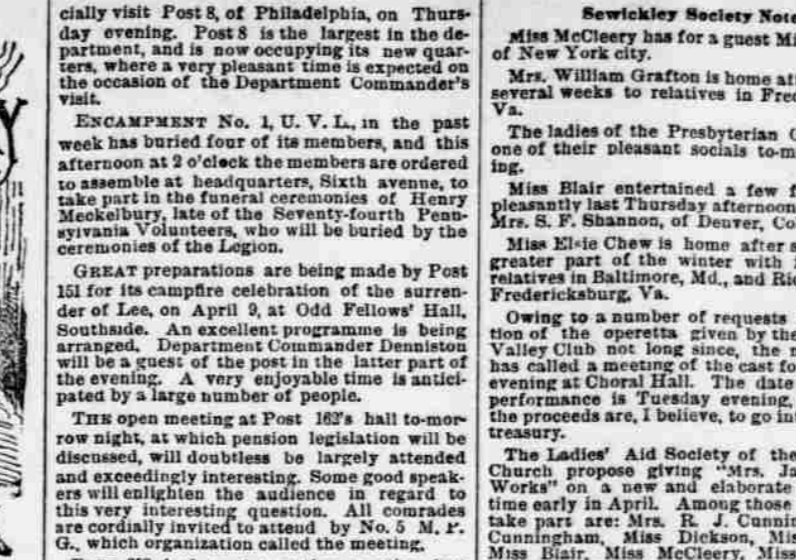 cially visit Post 8, of Philadelphia, on Thurs-
day evening. Post 8 is the largest in the de-
partment, and is now occupying its new quar-
ters, where a very pleasant time is expected on
the occasion of the Department Commander's
visit.
ENCAMPMENT No. 1, U. V. L., in the past
week has buried four of its members, and this
afternoon at 2 o'clock the members are ordered
to assemble at headquarters, Sixth avenue, to
take part in the funeral ceremonies of Henry
Meckelbury, late of the Seventy-fourth Penn-
sylvania Volunteers, who will be buried by the
ceremonies of the Legion.
GREAT preparations are being made by Post
151 for its campfire celebration of the surren-
der of Lee, on April 9, at Odd Fellows' Hall,
Southside. An excellent programme is being
arranged. Department Commander Denniston
will be a guest of the post in the latter part of
the evening. A very enjoyable time is antici-
pated by a large number of people.
THE open meeting at Post 162's hall to-mor-
row night, at which pension legislation will be
discussed, will doubtless be largely attended
and exceedingly interesting. Some good speak-
ers will enlighten the audience in regard to
this very interesting question. All comrades
are cordially invited to attend by No. 5 M. F.
G., which organization called the meeting.
Sewickley Society Note
Miss McCleery has for a guest Mi
of New York city.
Mrs. William Grafton is home af
several weeks to relatives in Fred
Va.
The ladies of the Presbyterian C
one of their pleasant socials to-m
ing.
Miss Blair entertained a few f
pleasantly last Thursday afternoon
Mrs. S. F. Shannon, of Denver, Co
Miss Elsie Chew is home after s
greater part of the winter with
relatives in Baltimore, Md., and Ric
Fredericksburg, Va.
Owing to a number of requests
tion of the operetta given by the
Valley Club not long since, the m
has called a meeting of the cast fo
evening at Choral Hall. The date
performance is Tuesday evening,
the proceeds are, I believe, to go in
treasury.
The Ladies' Aid Society of the
Church propose giving "Mrs. Ja
Works" on a new and elaborate
time early in April. Among those
take part are: Mrs. R. J. Cunnin
Cunningham, Miss Dickson, Mis
Miss Blair, Miss McCleery, Miss